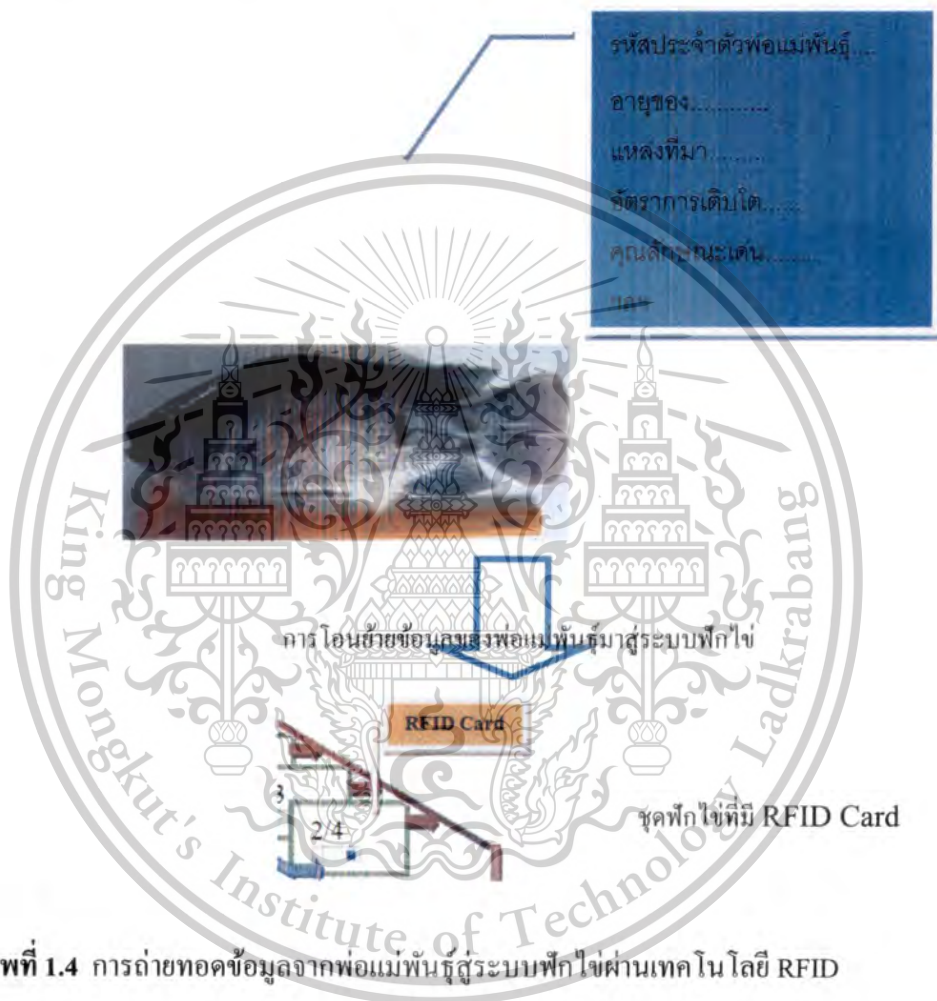 รหัสประจำตัวพ่อแม่พันธุ์....
อายุของ............
แหล่งที่มา.........
อัตราการเติบโต......
คุณลักษณะเด่น........
ฯลฯ
การโอนย้ายข้อมูลของพ่อแม่พันธุ์มาสู่ระบบฟักไข่
RFID Card
3
2/4
ชุดฟักไข่ที่มี RFID Card
King Mongkut's Institute of Technology Ladkrabang
พที่ 1.4 การถ่ายทอดข้อมูลจากพ่อแม่พันธุ์สู่ระบบฟักไข่ผ่านเทคโนโลยี RFID